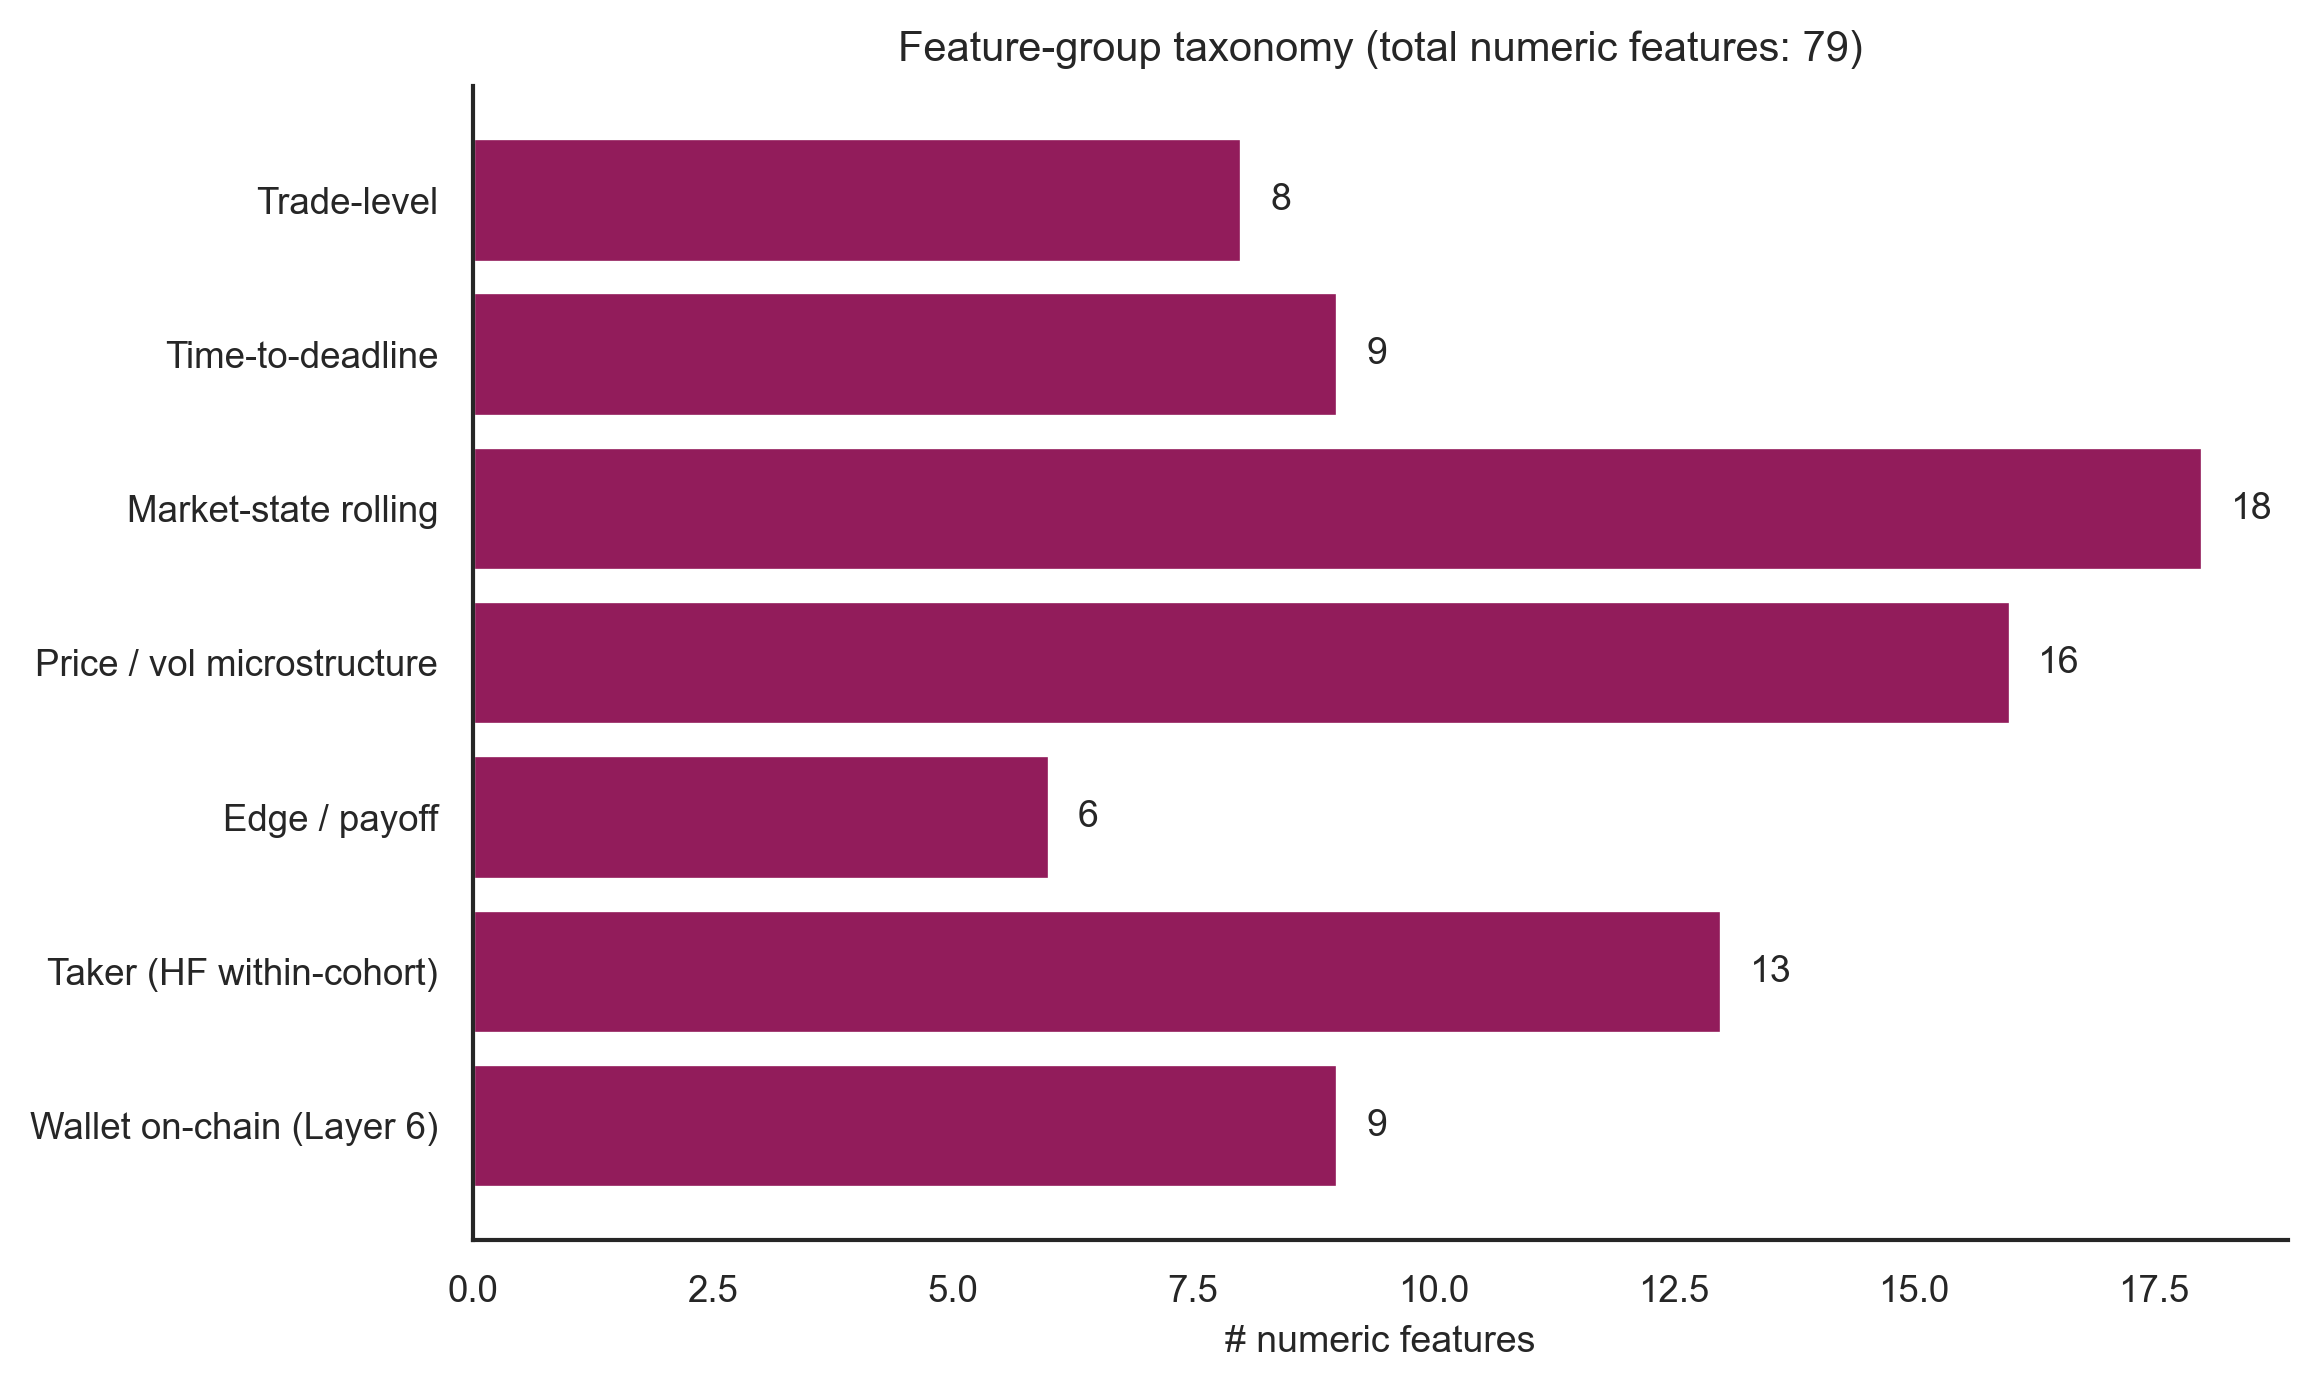 Feature-group taxonomy (total numeric features: 79)
Trade-level 8
Time-to-deadline 9
Market-state rolling 18
Price / vol microstructure 16
Edge / payoff 6
Taker (HF within-cohort) 13
Wallet on-chain (Layer 6) 9
0.0 2.5 5.0 7.5 10.0 12.5 15.0 17.5
# numeric features